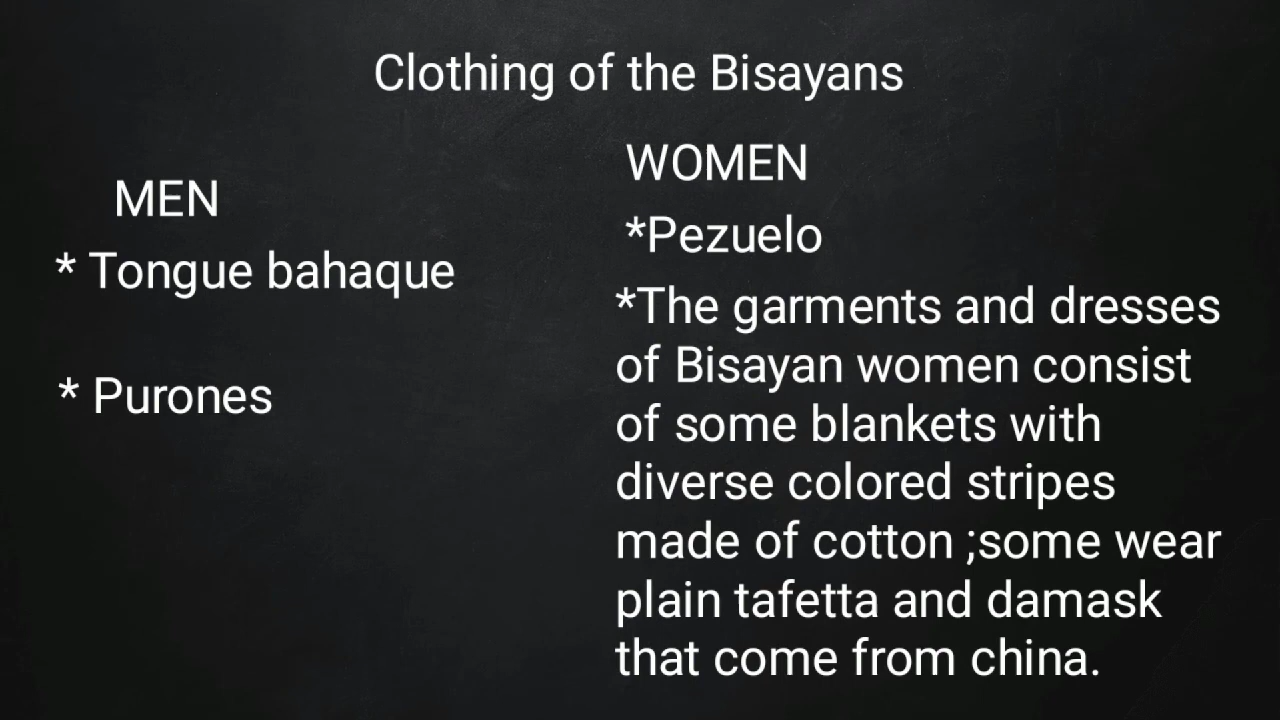 Clothing of the Bisayans
MEN
* Tongue bahaque
* Purones
WOMEN
*Pezuelo
*The garments and dresses
of Bisayan women consist
of some blankets with
diverse colored stripes
made of cotton ;some wear
plain tafetta and damask
that come from china.